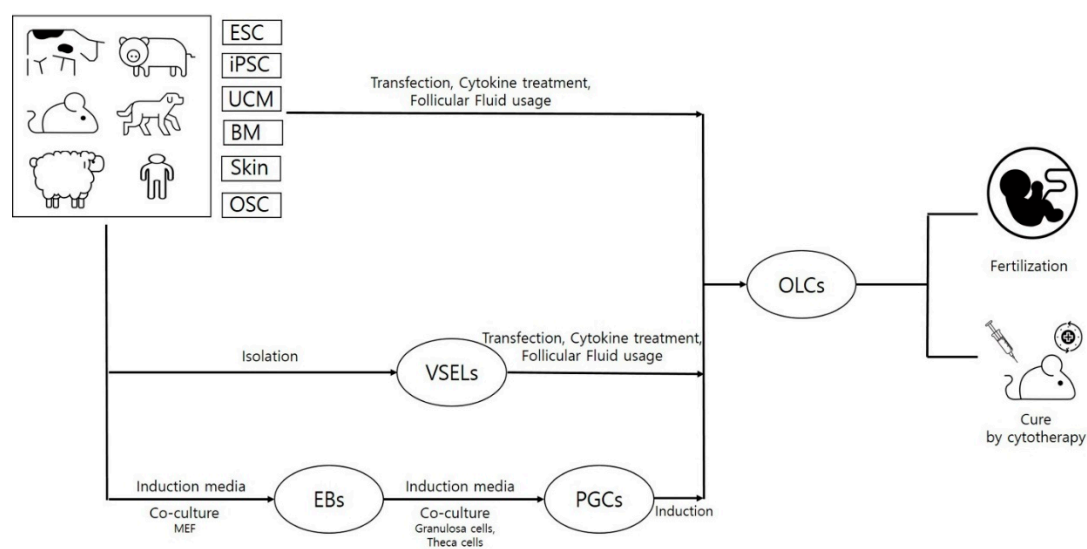 ESC
iPSC
UCM
BM
Skin
OSC
Transfection, Cytokine treatment,
Follicular Fluid usage
OLCs
Fertilization
Isolation
VSELs
Transfection, Cytokine treatment,
Follicular Fluid usage
Cure
by cytotherapy
Induction media
Co-culture
MEF
EBs
Induction media
Co-culture
Granulosa cells,
Theca cells
PGCs
Induction